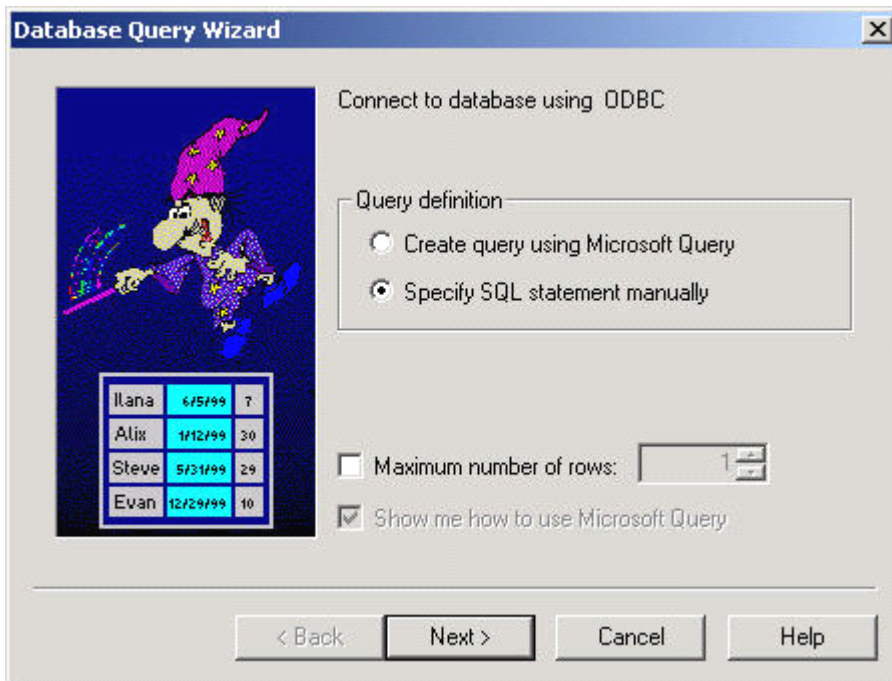 Database Query Wizard
Connect to database using ODBC
Query definition
Create query using Microsoft Query
Specify SQL statement manually
Ilana 6/5/99 7
Alix 1/12/99 30
Steve 5/31/99 29
Evan 12/29/99 10
Maximum number of rows: 1
Show me how to use Microsoft Query
< Back Next > Cancel Help